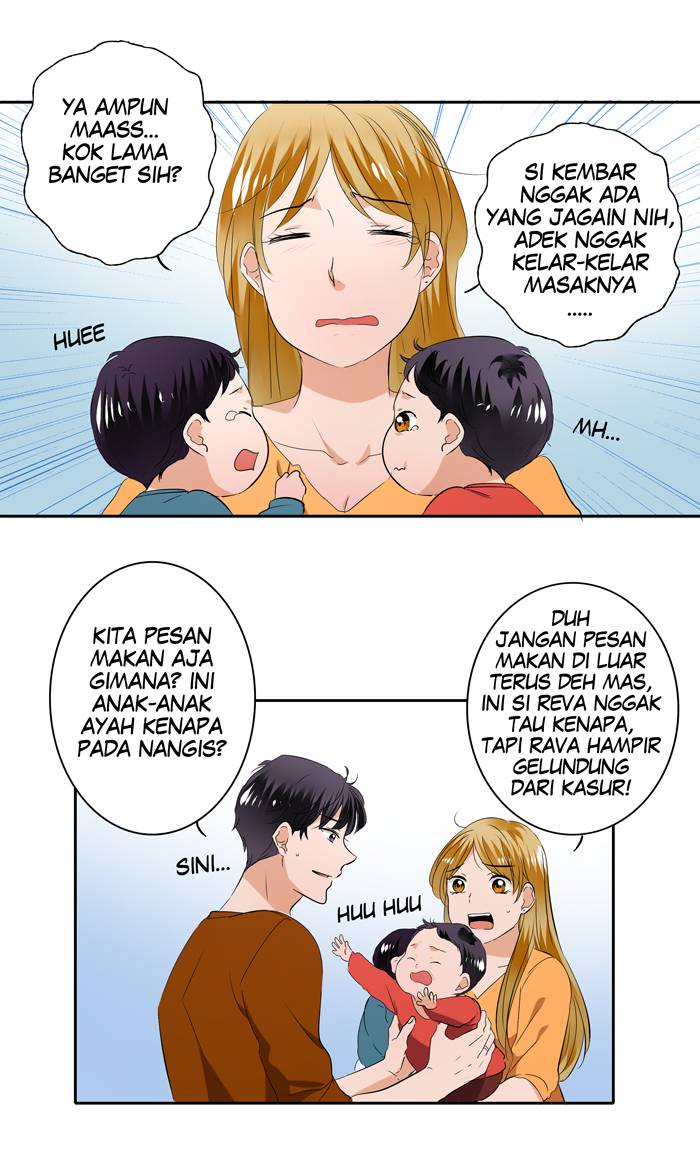 YA AMPUN
MAASS...
KOK LAMA
BANGET SIH?
SI KEMBAR
NGGAK ADA
YANG JAGAIN NIH,
ADEK NGGAK
KELAR-KELAR
MASAKNYA
.....
HUEE
MH...
KITA PESAN
MAKAN AJA
GIMANA? INI
ANAK-ANAK
AYAH KENAPA
PADA NANGIS?
DUH
JANGAN PESAN
MAKAN DI LUAR
TERUS DEH MAS,
INI SI REVA NGGAK
TAU KENAPA,
TAPI RAVA HAMPIR
GELUNDUNG
DARI KASUR!
SINI...
HUU HUU